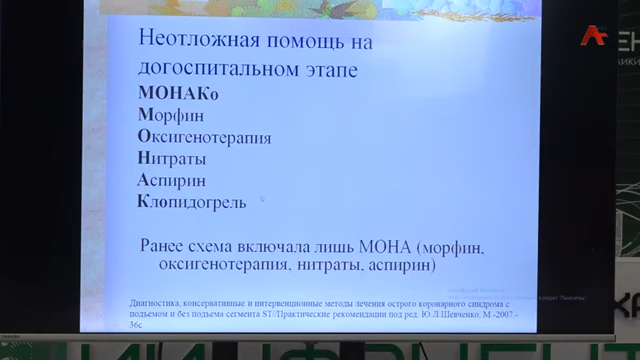 Неотложная помощь на
догоспитальном этапе
МОНАКо
Морфин
Оксигенотерапия
Нитраты
Аспирин
Клопидогрель
Ранее схема включала лишь МОНА (морфин,
оксигенотерапия, нитраты, аспирин)
Диагностика, консервативные и интервенционные методы лечения острого коронарного синдрома с
подъемом и без подъема сегмента ST//Практические рекомендации под ред. Ю.Л.Шевченко, М.-2007.-
36с